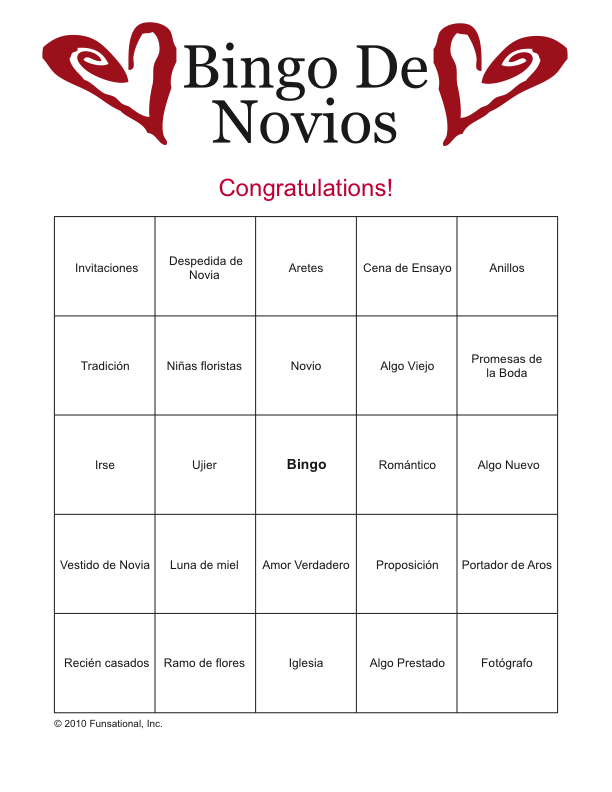 Bingo De
Novios
Congratulations!
Invitaciones
Despedida de
Novia
Aretes
Cena de Ensayo
Anillos
Tradición
Niñas floristas
Novio
Algo Viejo
Promesas de
la Boda
Irse
Ujier
Bingo
Romántico
Algo Nuevo
Vestido de Novia
Luna de miel
Amor Verdadero
Proposición
Portador de Aros
Recién casados
Ramo de flores
Iglesia
Algo Prestado
Fotógrafo
© 2010 Funsational, Inc.